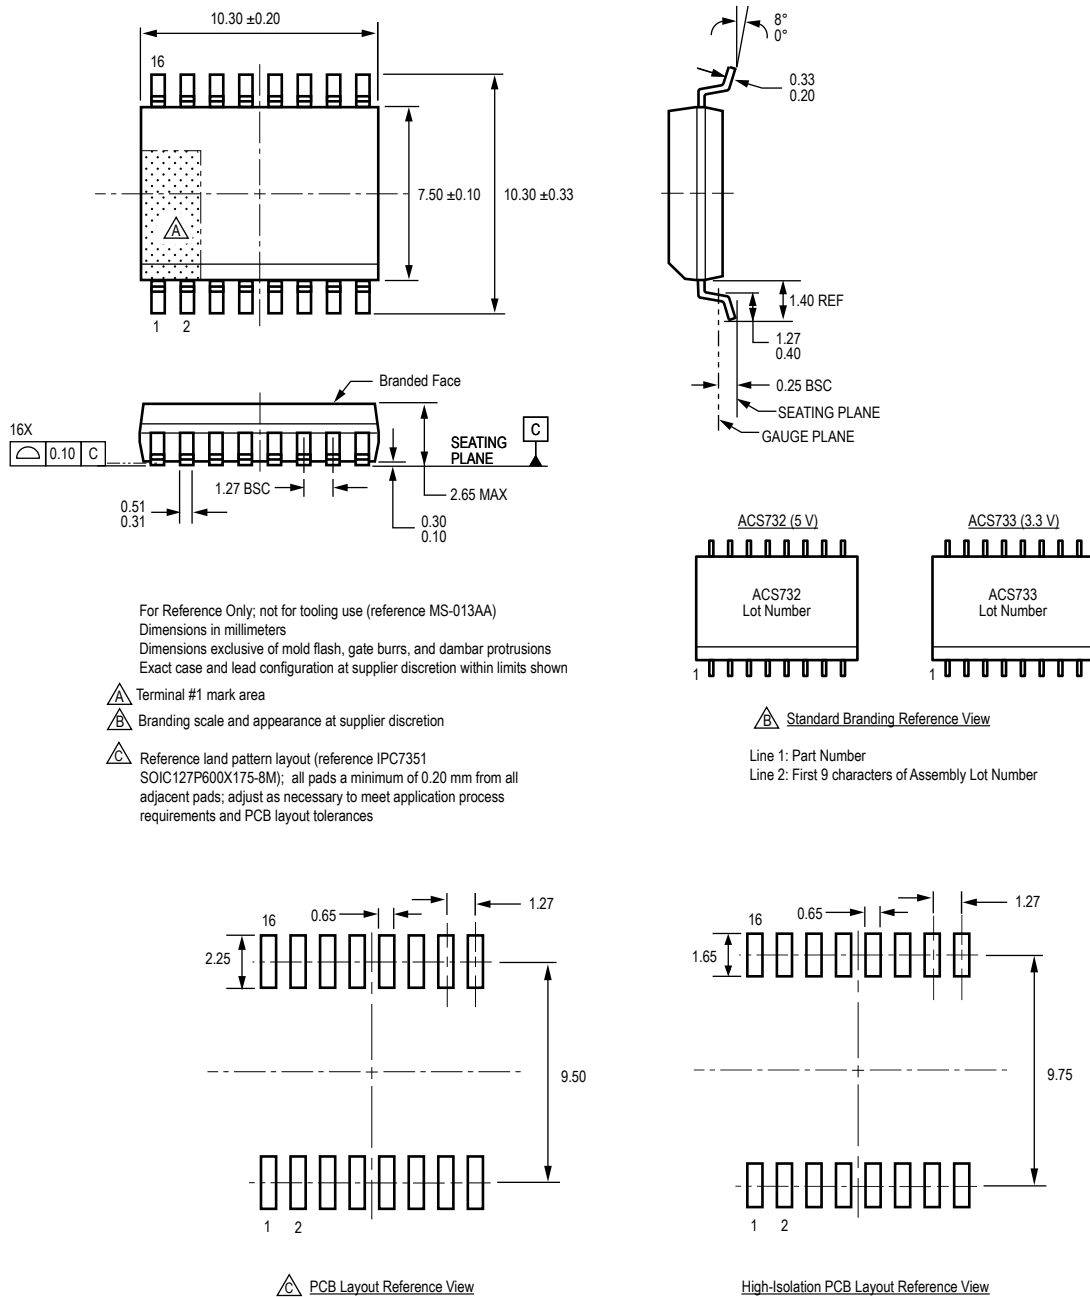 10.30 ±0.20
16
7.50 ±0.10
10.30 ±0.33
A
1 2
8°
0°
0.33
0.20
1.40 REF
1.27
0.40
0.25 BSC
SEATING PLANE
GAUGE PLANE
Branded Face
16X
0.10 C
SEATING
PLANE
C
1.27 BSC
2.65 MAX
0.51
0.31
0.30
0.10
ACS732 (5 V)
ACS732
Lot Number
1
ACS733 (3.3 V)
ACS733
Lot Number
1
B Standard Branding Reference View
Line 1: Part Number
Line 2: First 9 characters of Assembly Lot Number
For Reference Only; not for tooling use (reference MS-013AA)
Dimensions in millimeters
Dimensions exclusive of mold flash, gate burrs, and dambar protrusions
Exact case and lead configuration at supplier discretion within limits shown
A Terminal #1 mark area
B Branding scale and appearance at supplier discretion
C Reference land pattern layout (reference IPC7351
SOIC127P600X175-8M); all pads a minimum of 0.20 mm from all
adjacent pads; adjust as necessary to meet application process
requirements and PCB layout tolerances
16
0.65
1.27
2.25
9.50
1 2
C PCB Layout Reference View
16
0.65
1.27
1.65
9.75
1 2
High-Isolation PCB Layout Reference View